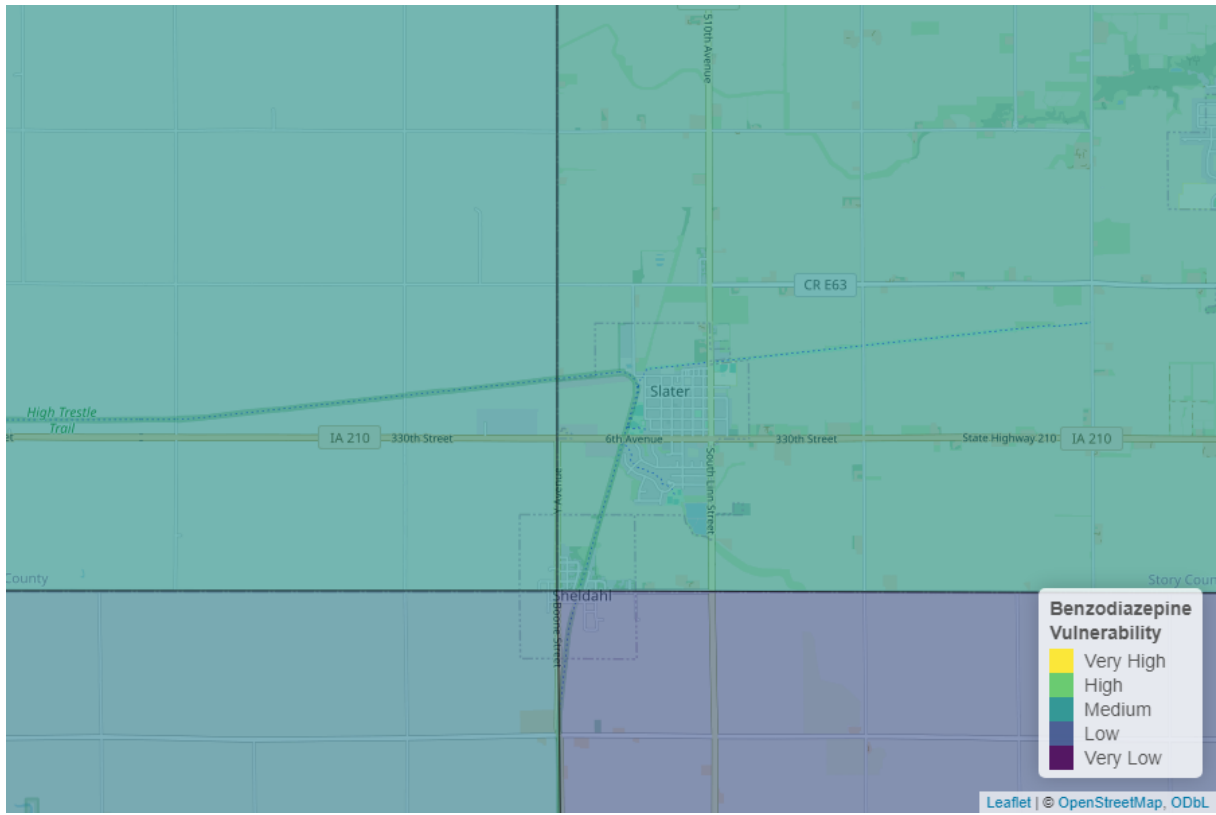 510th Avenue
CR E63
Slater
High Trestle
Trail
IA 210
330th Street
6th Avenue
330th Street
State Highway 210
IA 210
South Linn Street
Y Avenue
County
Story Coun
Sheldahl
Boone Street
Benzodiazepine
Vulnerability
Very High
High
Medium
Low
Very Low
Leaflet | © OpenStreetMap, ODbL